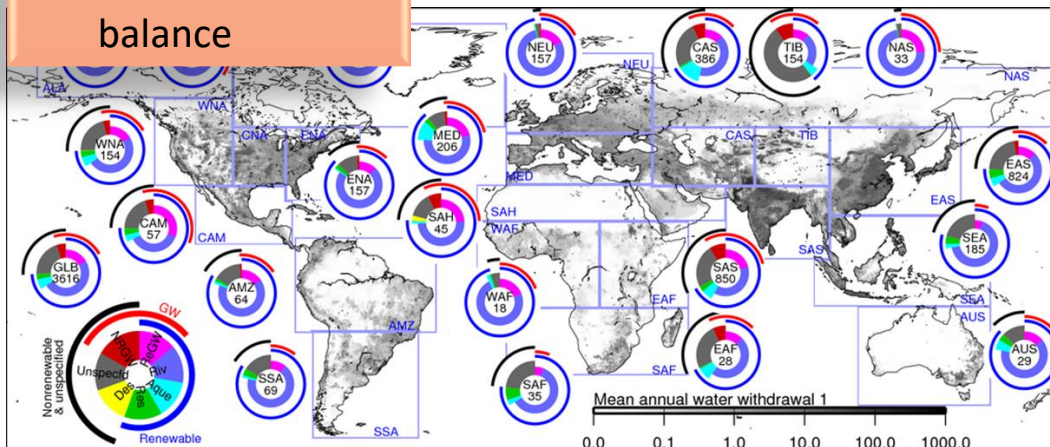 balance
NEU
157
CAS
386
TIB
154
NAS
33
NEU
NAS
ALA
WNA
CNA
ENA
CAS
TIB
WNA
154
MED
206
ENA
157
EAS
824
MED
EAS
CAM
57
SAH
45
SAH
WAF
SEA
185
CAM
SAS
GLB
3616
AMZ
64
WAF
18
SAS
850
EAF
SEA
AUS
AMZ
GW
NRGW
ReGW
Unspecfd
Riv
Des
Res
Aque
Nonrenewable
& unspecified
Renewable
SSA
69
SAF
35
SAF
EAF
28
AUS
29
SSA
Mean annual water withdrawal 1
0.0 0.1 1.0 10.0 100.0 1000.0